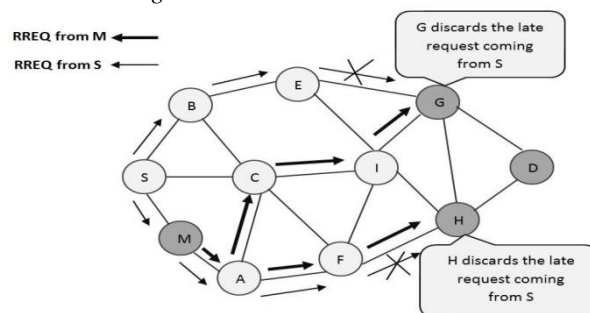 RREQ from M
RREQ from S
G discards the late
request coming
from S
E
B
G
S
C
I
D
M
H
F
A
H discards the late
request coming
from S